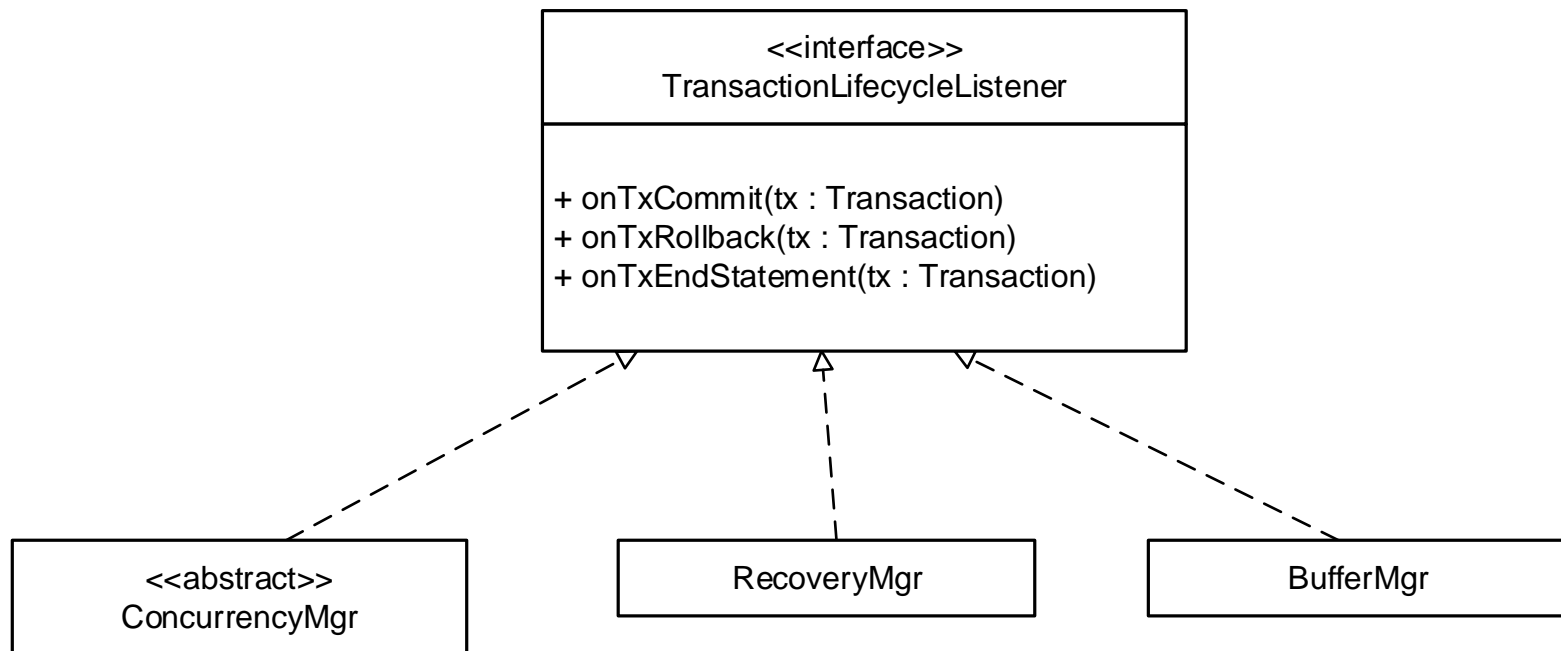 <<interface>>
TransactionLifecycleListener
+ onTxCommit(tx : Transaction)
+ onTxRollback(tx : Transaction)
+ onTxEndStatement(tx : Transaction)
<<abstract>>
ConcurrencyMgr
RecoveryMgr
BufferMgr